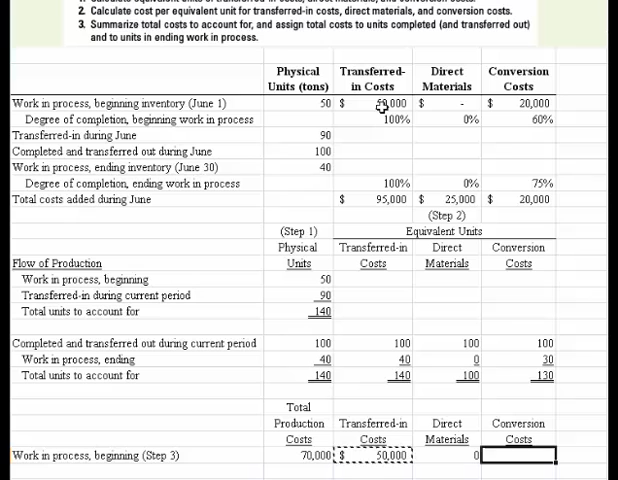 2. Calculate cost per equivalent unit for transferred-in costs, direct materials, and conversion costs.
3. Summarize total costs to account for, and assign total costs to units completed (and transferred out)
and to units in ending work in process.
Physical Transferred- Direct Conversion
Units (tons) in Costs Materials Costs
Work in process, beginning inventory (June 1) 50 $ $ - $ 20,000
Degree of completion, beginning work in process 100% 0% 60%
Transferred-in during June 90
Completed and transferred out during June 100
Work in process, ending inventory (June 30) 40
Degree of completion, ending work in process 100% 0% 75%
Total costs added during June $ 95,000 $ 25,000 $ 20,000
(Step 2)
(Step 1) Equivalent Units
Physical Transferred-in Direct Conversion
Flow of Production Units Costs Materials Costs
Work in process, beginning 50
Transferred-in during current period 90
Total units to account for 140
Completed and transferred out during current period 100 100 100 100
Work in process, ending 40 40 0 30
Total units to account for 140 140 100 130
Total
Production Transferred-in Direct Conversion
Costs Costs Materials Costs
Work in process, beginning (Step 3) 70,000 $ 50,000 0